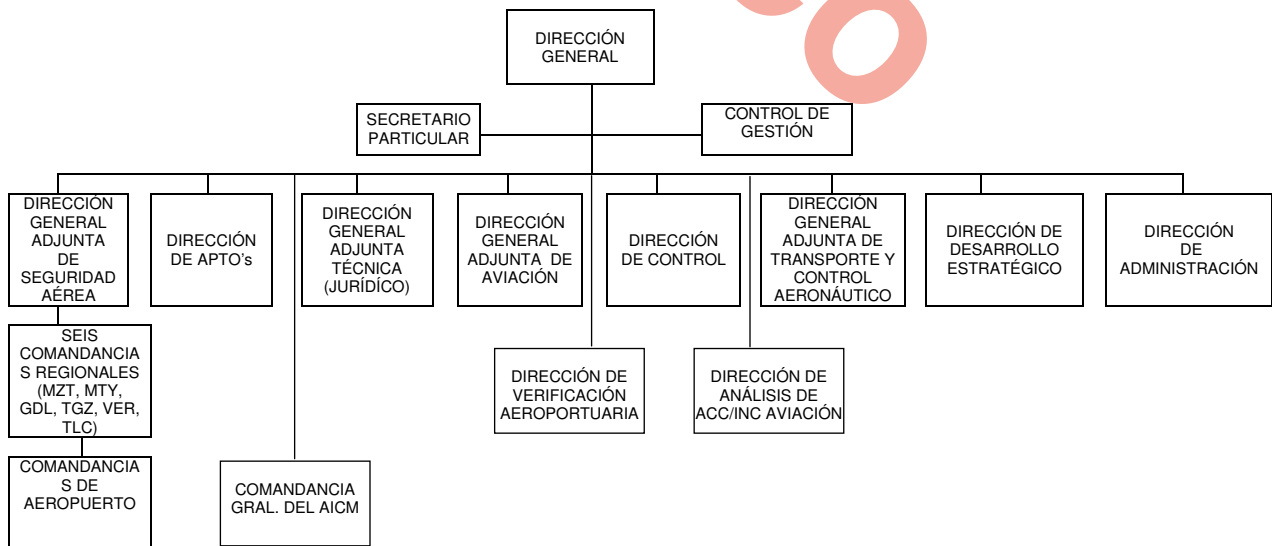 DIRECCIÓN
GENERAL
SECRETARIO
PARTICULAR
CONTROL DE
GESTIÓN
DIRECCIÓN
GENERAL
ADJUNTA
DE
SEGURIDAD
AÉREA
DIRECCIÓN
DE APTO's
DIRECCIÓN
GENERAL
ADJUNTA
TÉCNICA
(JURÍDÍCO)
DIRECCIÓN
GENERAL
ADJUNTA DE
AVIACIÓN
DIRECCIÓN
DE CONTROL
DIRECCIÓN
GENERAL
ADJUNTA DE
TRANSPORTE Y
CONTROL
AERONÁUTICO
DIRECCIÓN DE
DESARROLLO
ESTRATÉGICO
DIRECCIÓN
DE
ADMINISTRACIÓN
SEIS
COMANDANCIA
S REGIONALES
(MZT, MTY,
GDL, TGZ, VER,
TLC)
DIRECCIÓN DE
VERIFICACIÓN
AEROPORTUARIA
DIRECCIÓN DE
ANÁLISIS DE
ACC/INC AVIACIÓN
COMANDANCIA
S DE
AEROPUERTO
COMANDANCIA
GRAL. DEL AICM